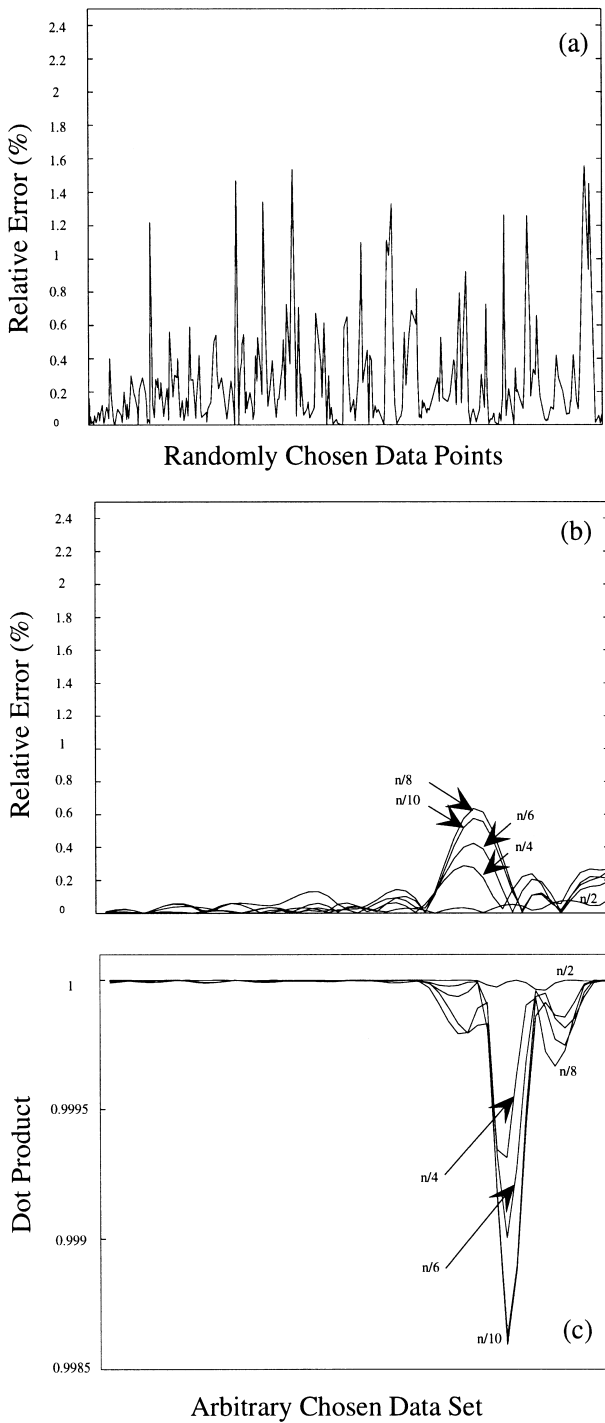 2.4
(a)
2.2
2
1.8
1.6
1.4
1.2
1
0.8
0.6
0.4
0.2
0
Relative Error (%)
Randomly Chosen Data Points
2.4
(b)
2.2
2
1.8
1.6
1.4
1.2
1
0.8
0.6
0.4
0.2
0
Relative Error (%)
n/8
n/10
n/6
n/4
n/2
1
0.9995
0.999
0.9985
Dot Product
n/2
n/8
n/4
n/6
n/10
(c)
Arbitrary Chosen Data Set